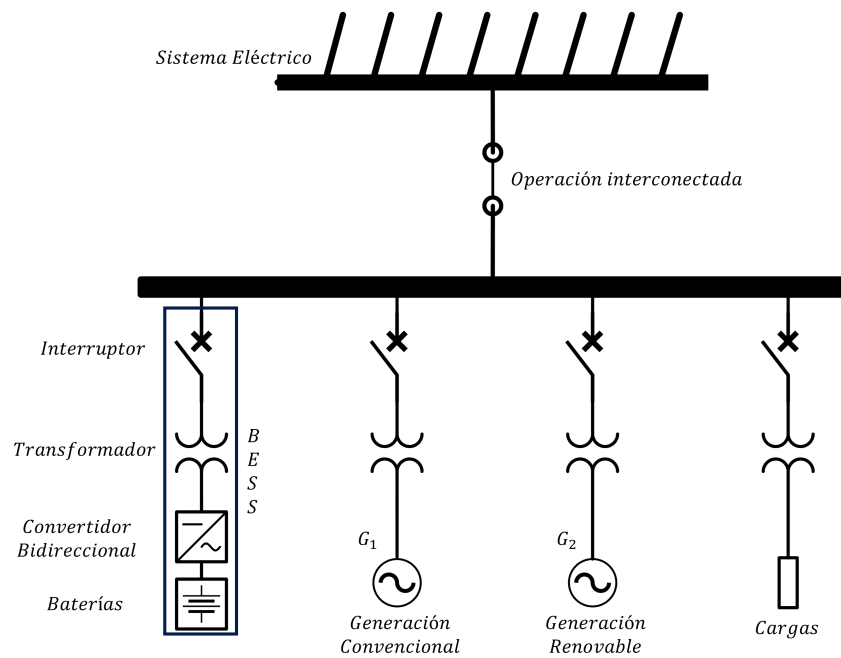 Sistema Eléctrico
Operación interconectada
Interruptor
Transformador
B
E
S
S
Convertidor
Bidireccional
Baterías
G₁
Generación
Convencional
G₂
Generación
Renovable
Cargas